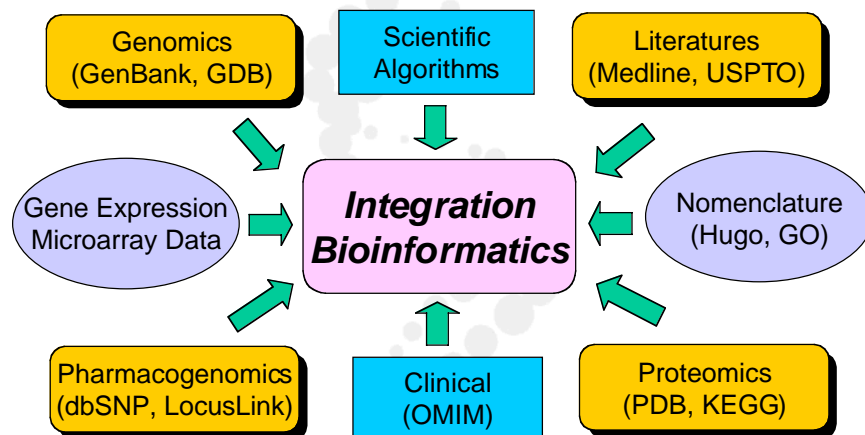 Genomics
(GenBank, GDB)
Scientific
Algorithms
Literatures
(Medline, USPTO)
Gene Expression
Microarray Data
Integration
Bioinformatics
Nomenclature
(Hugo, GO)
Pharmacogenomics
(dbSNP, LocusLink)
Clinical
(OMIM)
Proteomics
(PDB, KEGG)